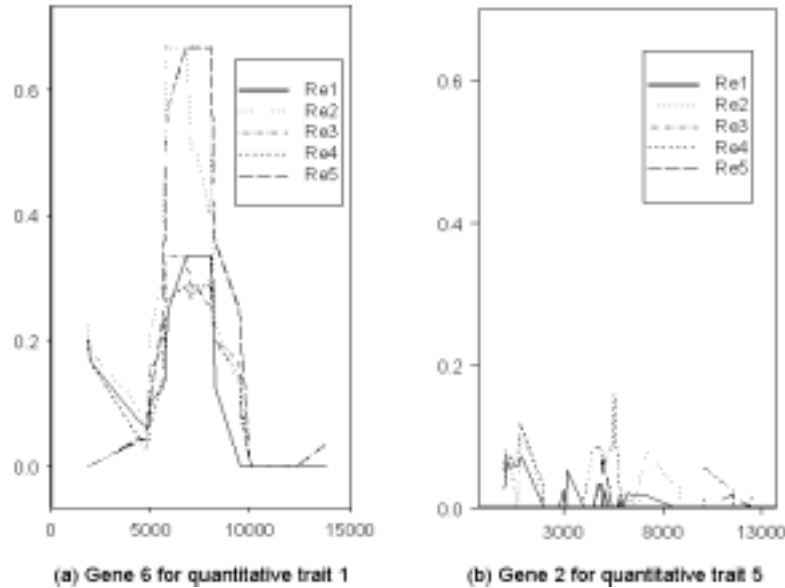 0.6
0.4
0.2
0.0
0
5000
10000
15000
Re1
Re2
Re3
Re4
Re5
(a) Gene 6 for quantitative trait 1
0.6
0.4
0.2
0.0
3000
8000
13000
Re1
Re2
Re3
Re4
Re5
(b) Gene 2 for quantitative trait 5